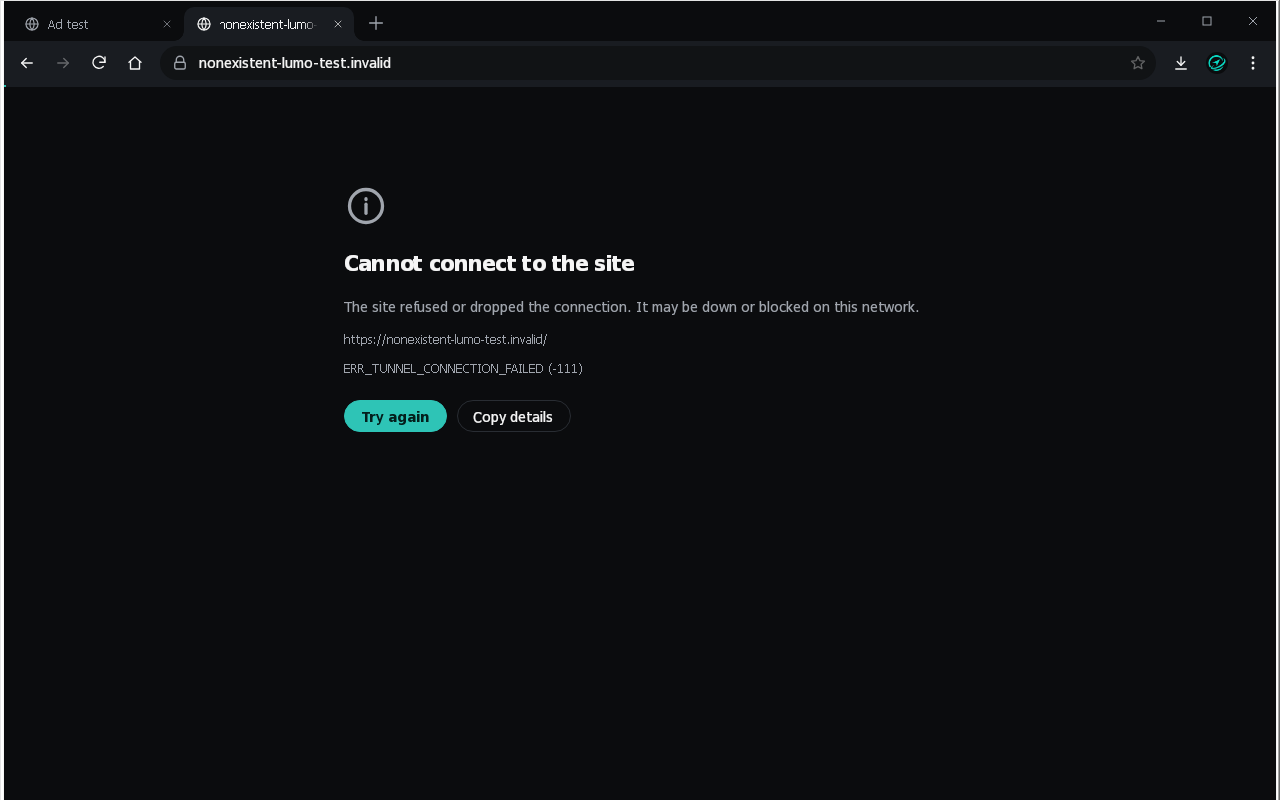 Ad test
nonexistent-lumo-
nonexistent-lumo-test.invalid
Cannot connect to the site
The site refused or dropped the connection. It may be down or blocked on this network.
https://nonexistent-lumo-test.invalid/
ERR_TUNNEL_CONNECTION_FAILED (-111)
Try again
Copy details